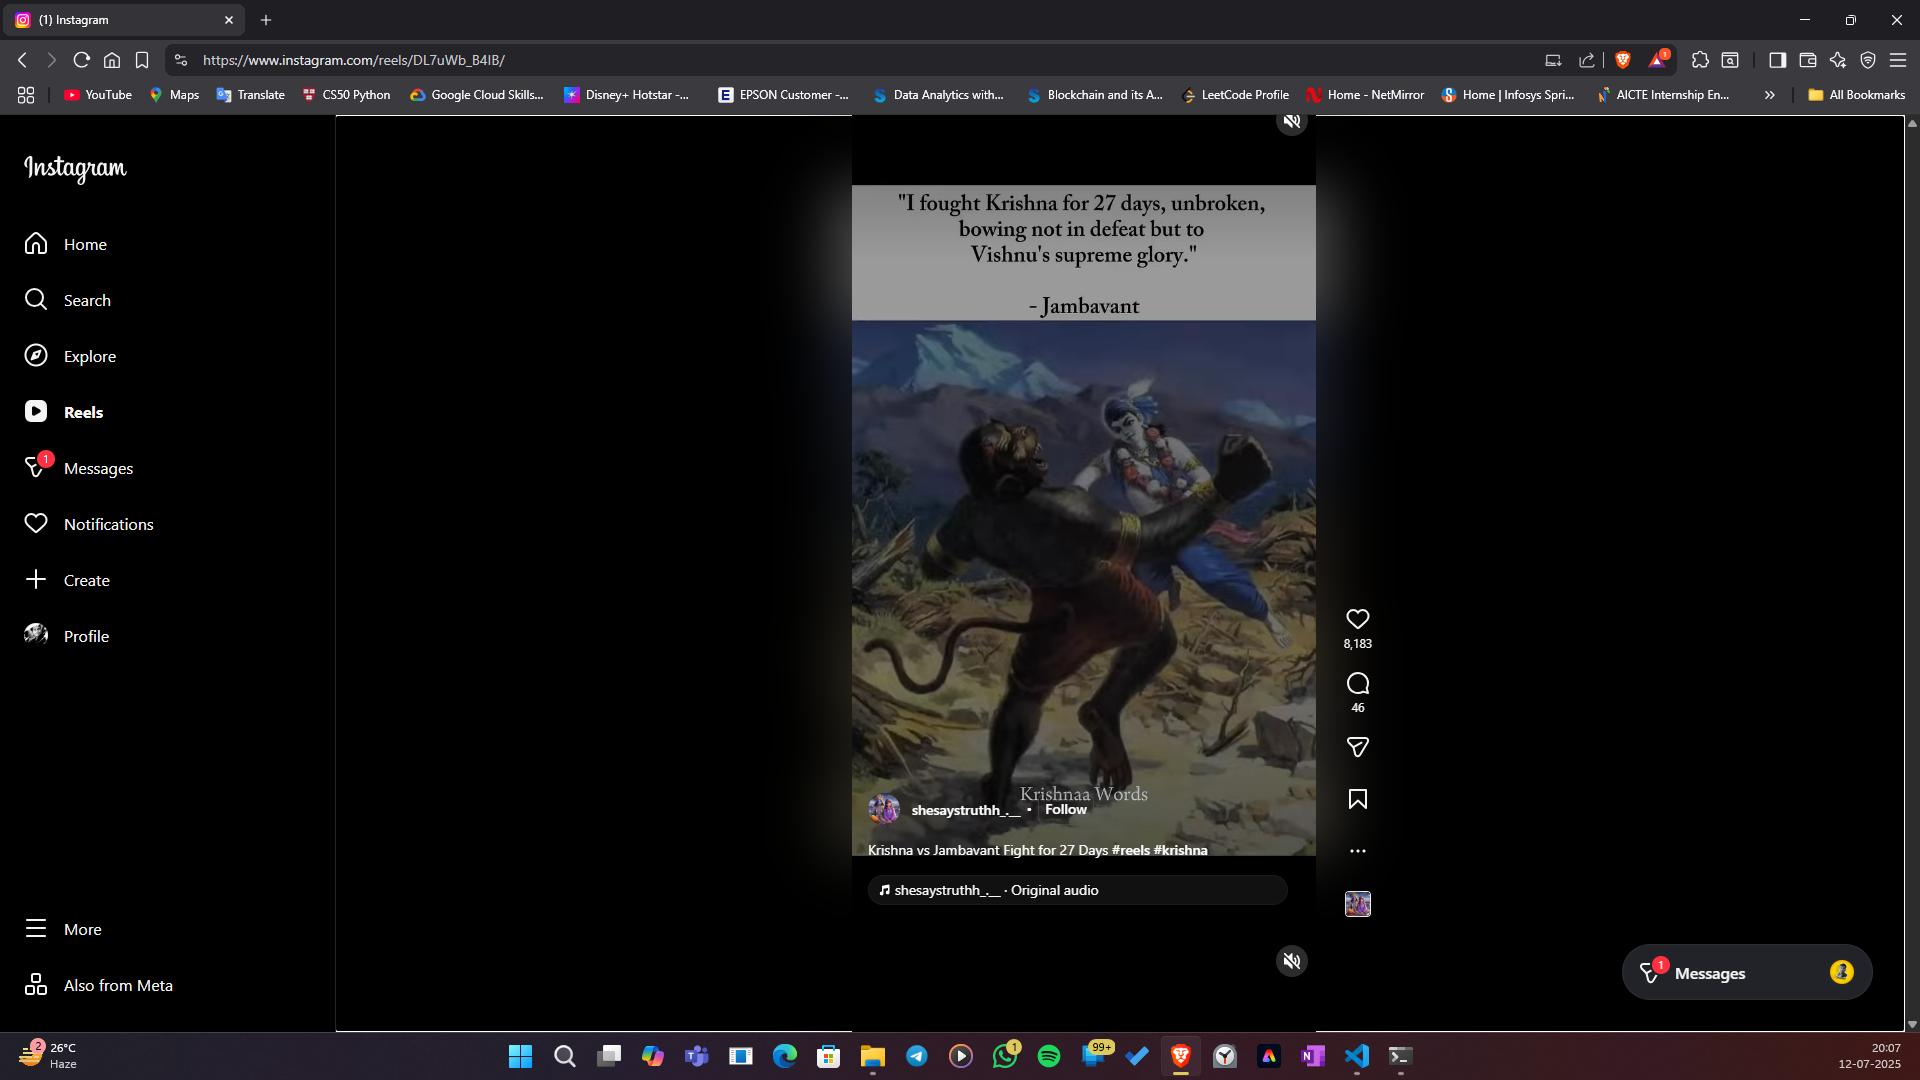 (1) Instagram
https://www.instagram.com/reels/DL7uWb_B4IB/
1
YouTube
Maps
Translate
CS50 Python
Google Cloud Skills...
Disney+ Hotstar -...
EPSON Customer -...
Data Analytics with...
Blockchain and its A...
LeetCode Profile
Home - NetMirror
Home | Infosys Spri...
AICTE Internship En...
All Bookmarks
Instagram
Home
Search
Explore
Reels
1
Messages
Notifications
Create
Profile
More
Also from Meta
"I fought Krishna for 27 days, unbroken,
bowing not in defeat but to
Vishnu's supreme glory."
- Jambavant
Krishnaa Words
shesaystruthh_.__ • Follow
Krishna vs Jambavant Fight for 27 Days #reels #krishna
shesaystruthh_.__ · Original audio
8,183
46
1
Messages
2
26°C
Haze
1
99+
20:07
12-07-2025